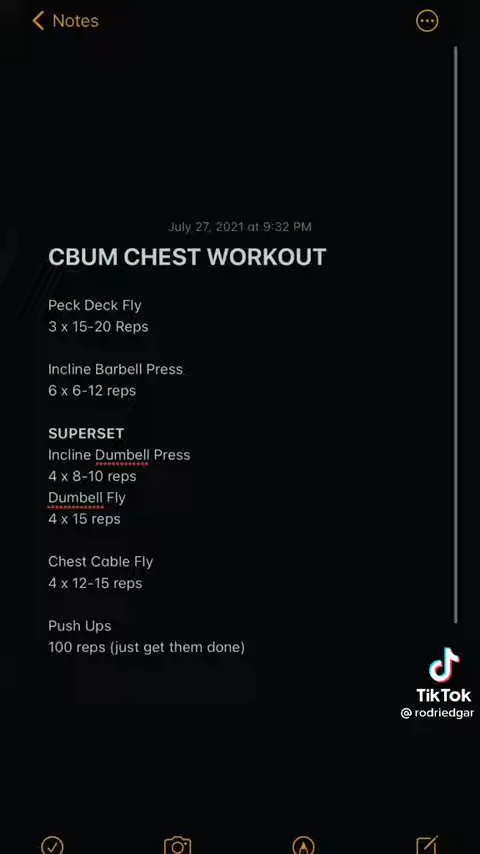 Notes
July 27, 2021 at 9:32 PM
CBUM CHEST WORKOUT
Peck Deck Fly
3 x 15-20 Reps
Incline Barbell Press
6 x 6-12 reps
SUPERSET
Incline Dumbell Press
4 x 8-10 reps
Dumbell Fly
4 x 15 reps
Chest Cable Fly
4 x 12-15 reps
Push Ups
100 reps (just get them done)
TikTok
@rodriedgar